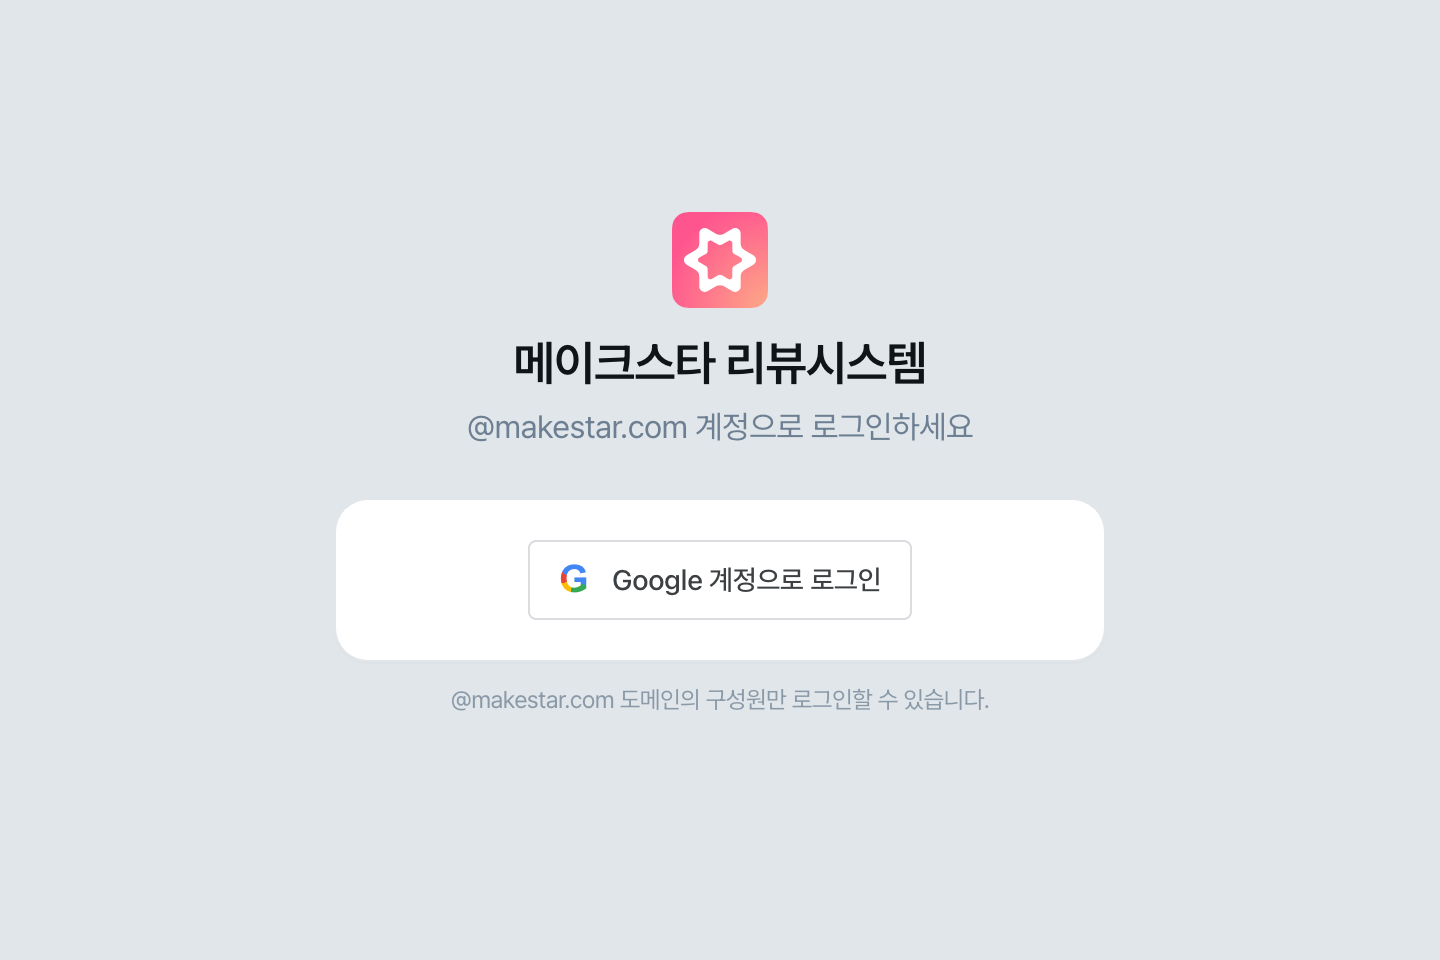 메이크스타 리뷰시스템
@makestar.com 계정으로 로그인하세요
Google 계정으로 로그인
@makestar.com 도메인의 구성원만 로그인할 수 있습니다.